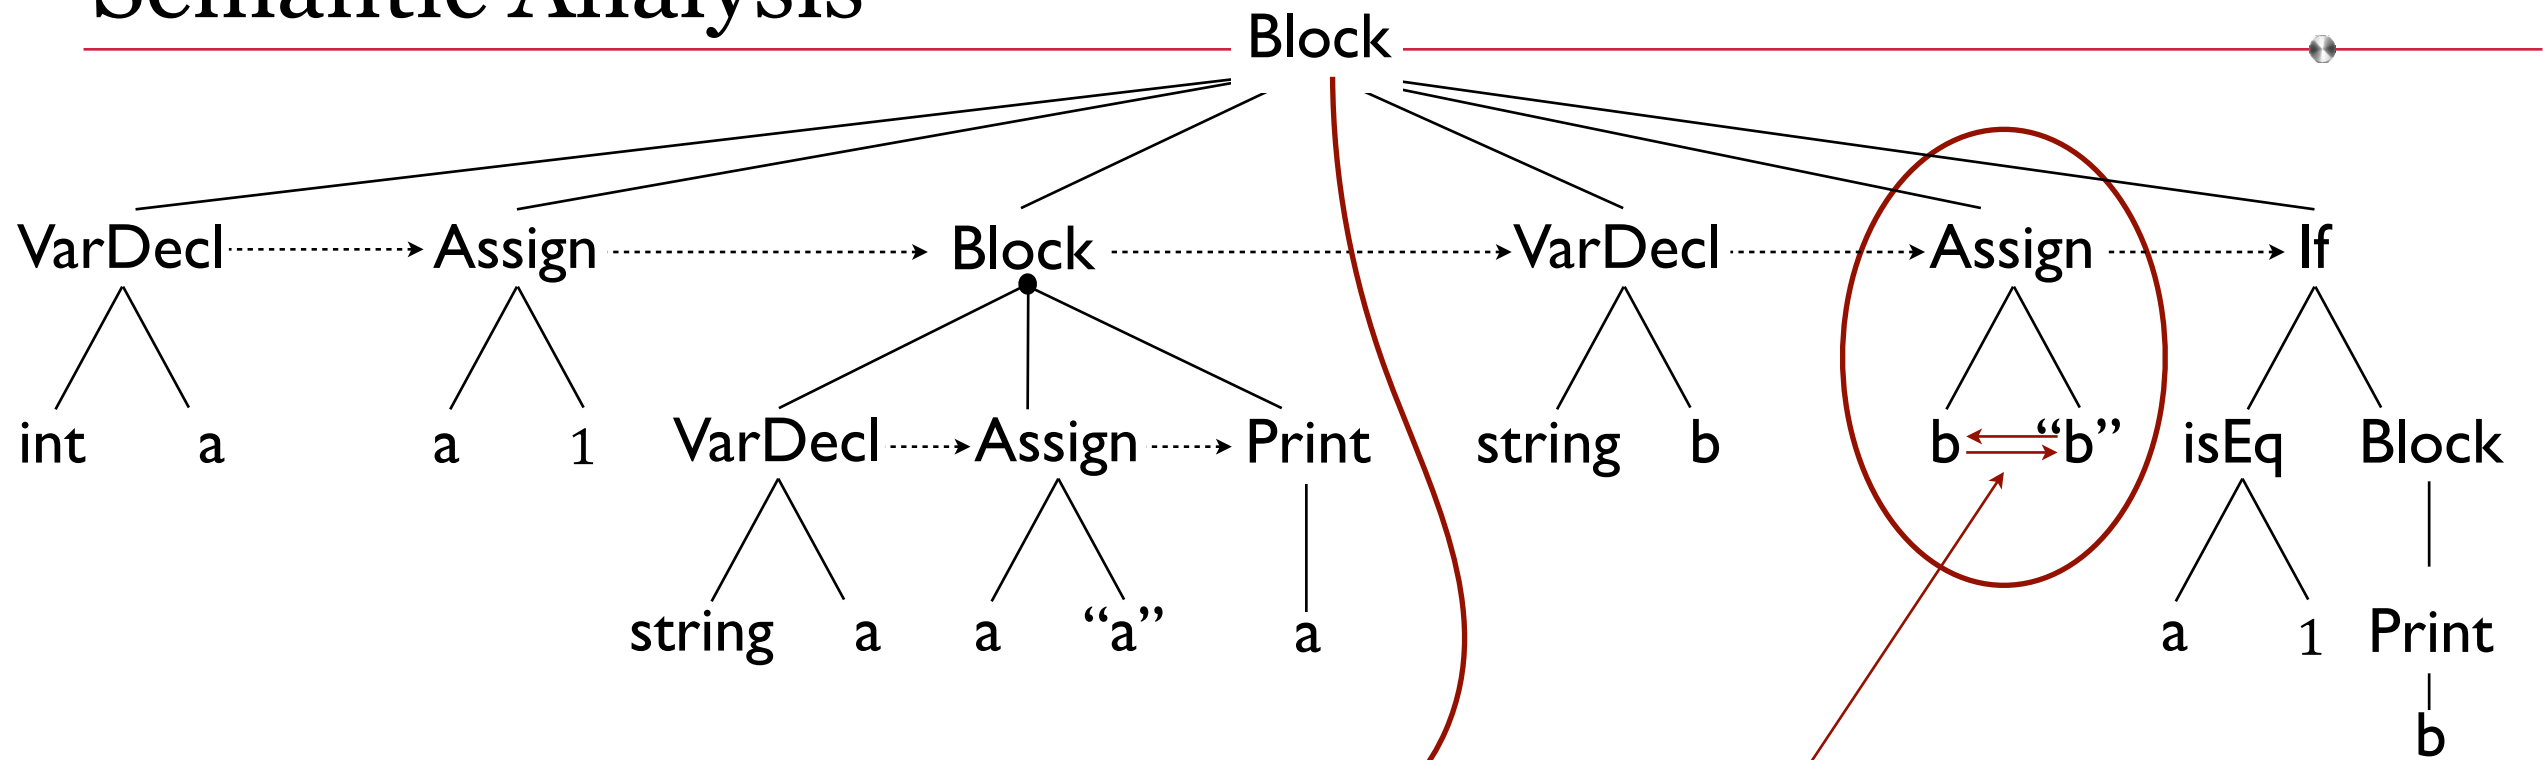 Semantic Analysis
Block
VarDecl Assign Block VarDecl Assign If
int a a 1 VarDecl Assign Print string b b “b” isEq Block
string a a “a” a a 1 Print
b